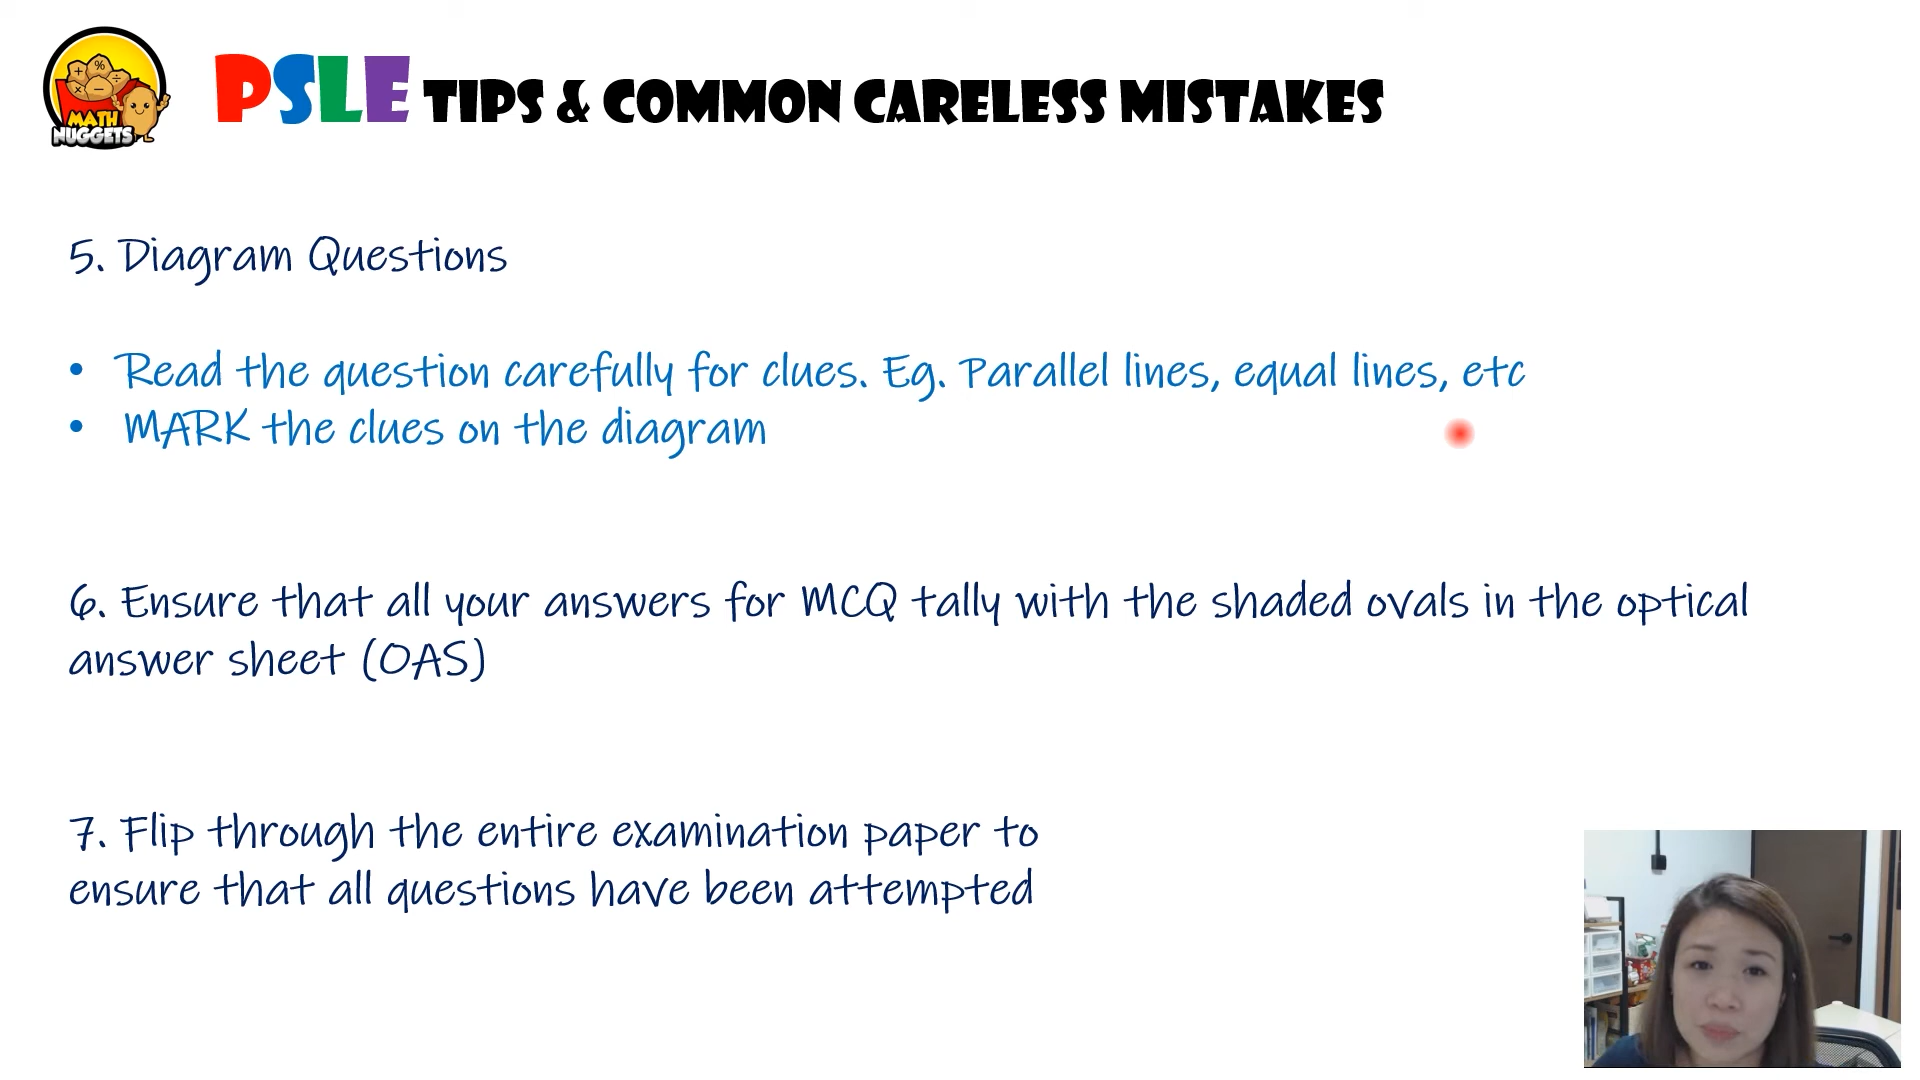 MATH
NUGGETS
PSLE TIPS & COMMON CARELESS MISTAKES
5. Diagram Questions
• Read the question carefully for clues. Eg. Parallel lines, equal lines, etc
• MARK the clues on the diagram
6. Ensure that all your answers for MCQ tally with the shaded ovals in the optical
answer sheet (OAS)
7. Flip through the entire examination paper to
ensure that all questions have been attempted